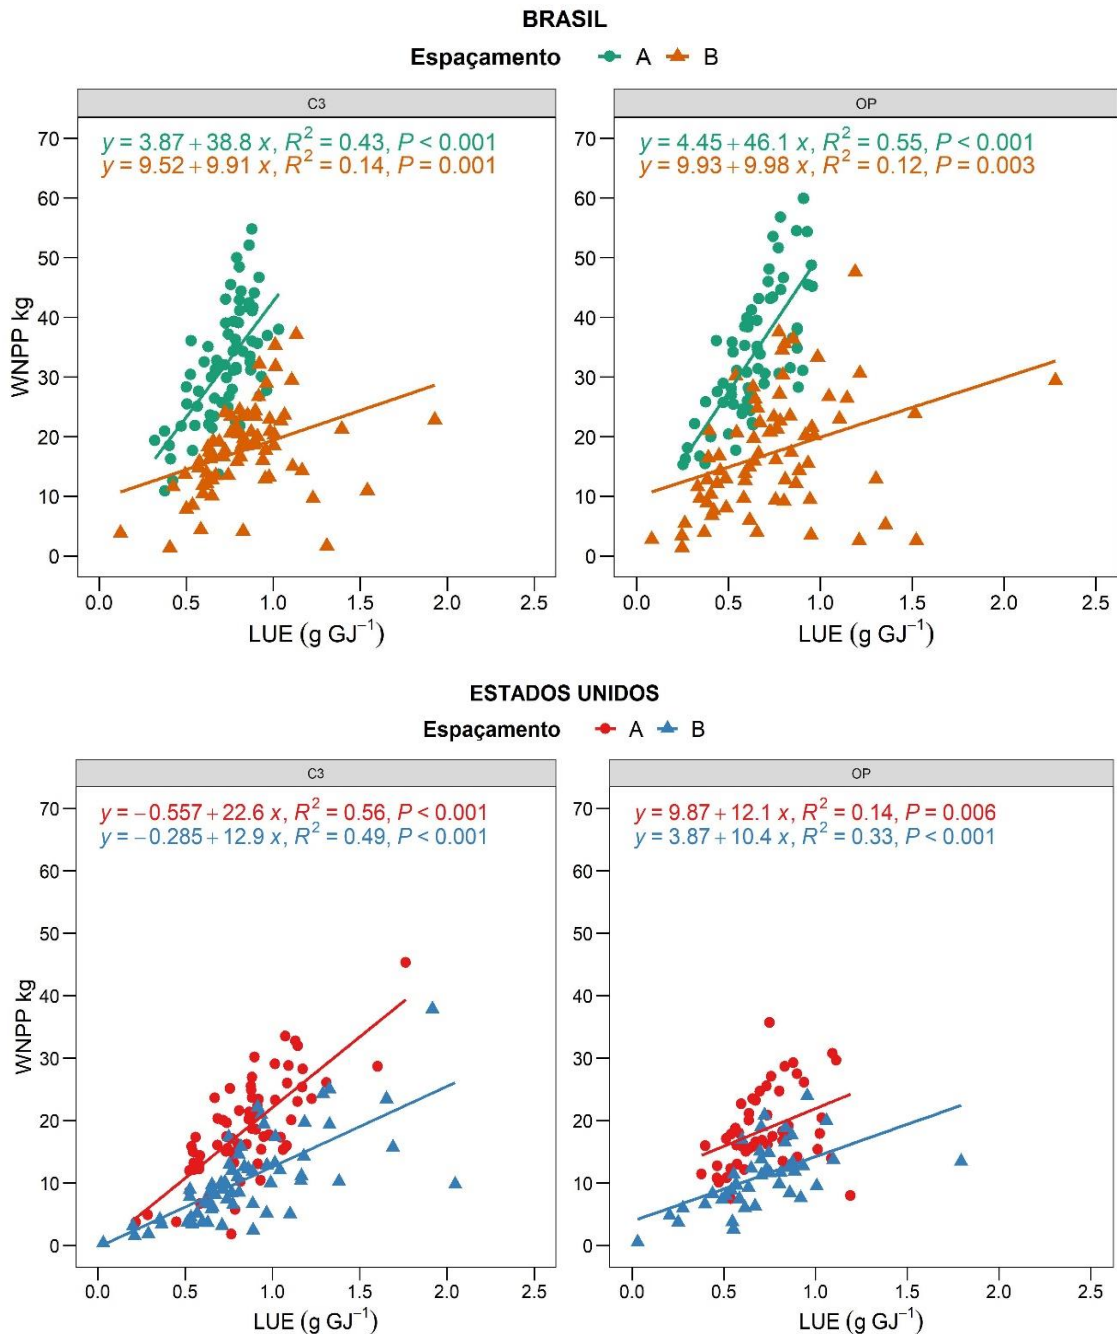 BRASIL
Espaçamento A B
C3 OP
y = 3.87 + 38.8 x, R² = 0.43, P < 0.001
y = 9.52 + 9.91 x, R² = 0.14, P = 0.001
y = 4.45 + 46.1 x, R² = 0.55, P < 0.001
y = 9.93 + 9.98 x, R² = 0.12, P = 0.003
WNPP kg
70
60
50
40
30
20
10
0
70
60
50
40
30
20
10
0
0.0 0.5 1.0 1.5 2.0 2.5
0.0 0.5 1.0 1.5 2.0 2.5
LUE (g GJ⁻¹) LUE (g GJ⁻¹)
ESTADOS UNIDOS
Espaçamento A B
C3 OP
y = −0.557 + 22.6 x, R² = 0.56, P < 0.001
y = −0.285 + 12.9 x, R² = 0.49, P < 0.001
y = 9.87 + 12.1 x, R² = 0.14, P = 0.006
y = 3.87 + 10.4 x, R² = 0.33, P < 0.001
WNPP kg
70
60
50
40
30
20
10
0
70
60
50
40
30
20
10
0
0.0 0.5 1.0 1.5 2.0 2.5
0.0 0.5 1.0 1.5 2.0 2.5
LUE (g GJ⁻¹) LUE (g GJ⁻¹)